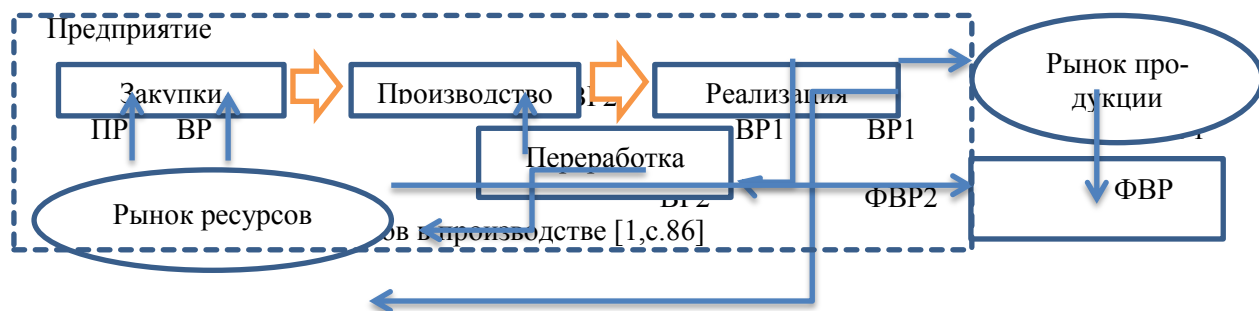 Предприятие
Закупки
Производство
Реализация
Рынок про-
дукции
ПР
ВР
ВР1
ВР1
Переработка
ФВР2
ФВР
Рынок ресурсов
в производстве [1,с.86]